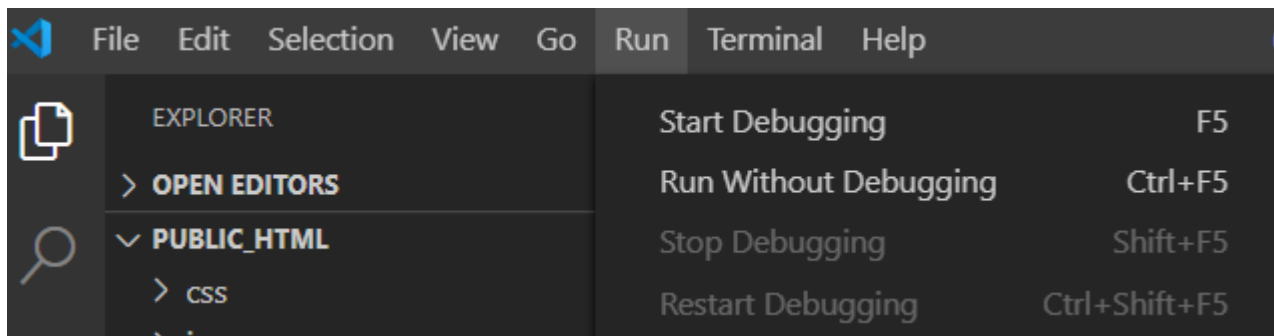 File Edit Selection View Go Run Terminal Help
EXPLORER
OPEN EDITORS
PUBLIC_HTML
css
Start Debugging F5
Run Without Debugging Ctrl+F5
Stop Debugging Shift+F5
Restart Debugging Ctrl+Shift+F5